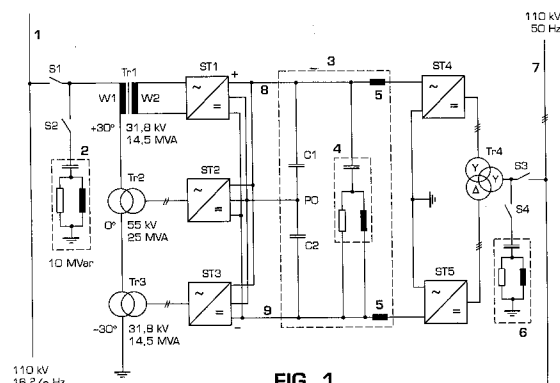 110 kV
50 Hz
1
3
7
S1
Tr1
ST1
+
8
5
ST4
W1
W2
S2
+30°
31,8 kV
14,5 MVA
2
4
C1
Tr2
ST2
Tr4
Y
Y
Δ
S3
0°
55 kV
25 MVA
PO
S4
10 MVar
C2
Tr3
ST3
ST5
-30°
31,8 kV
14,5 MVA
9
5
-
6
110 kV
FIG. 1
~
=
~
=
~
=
~
=
~
=